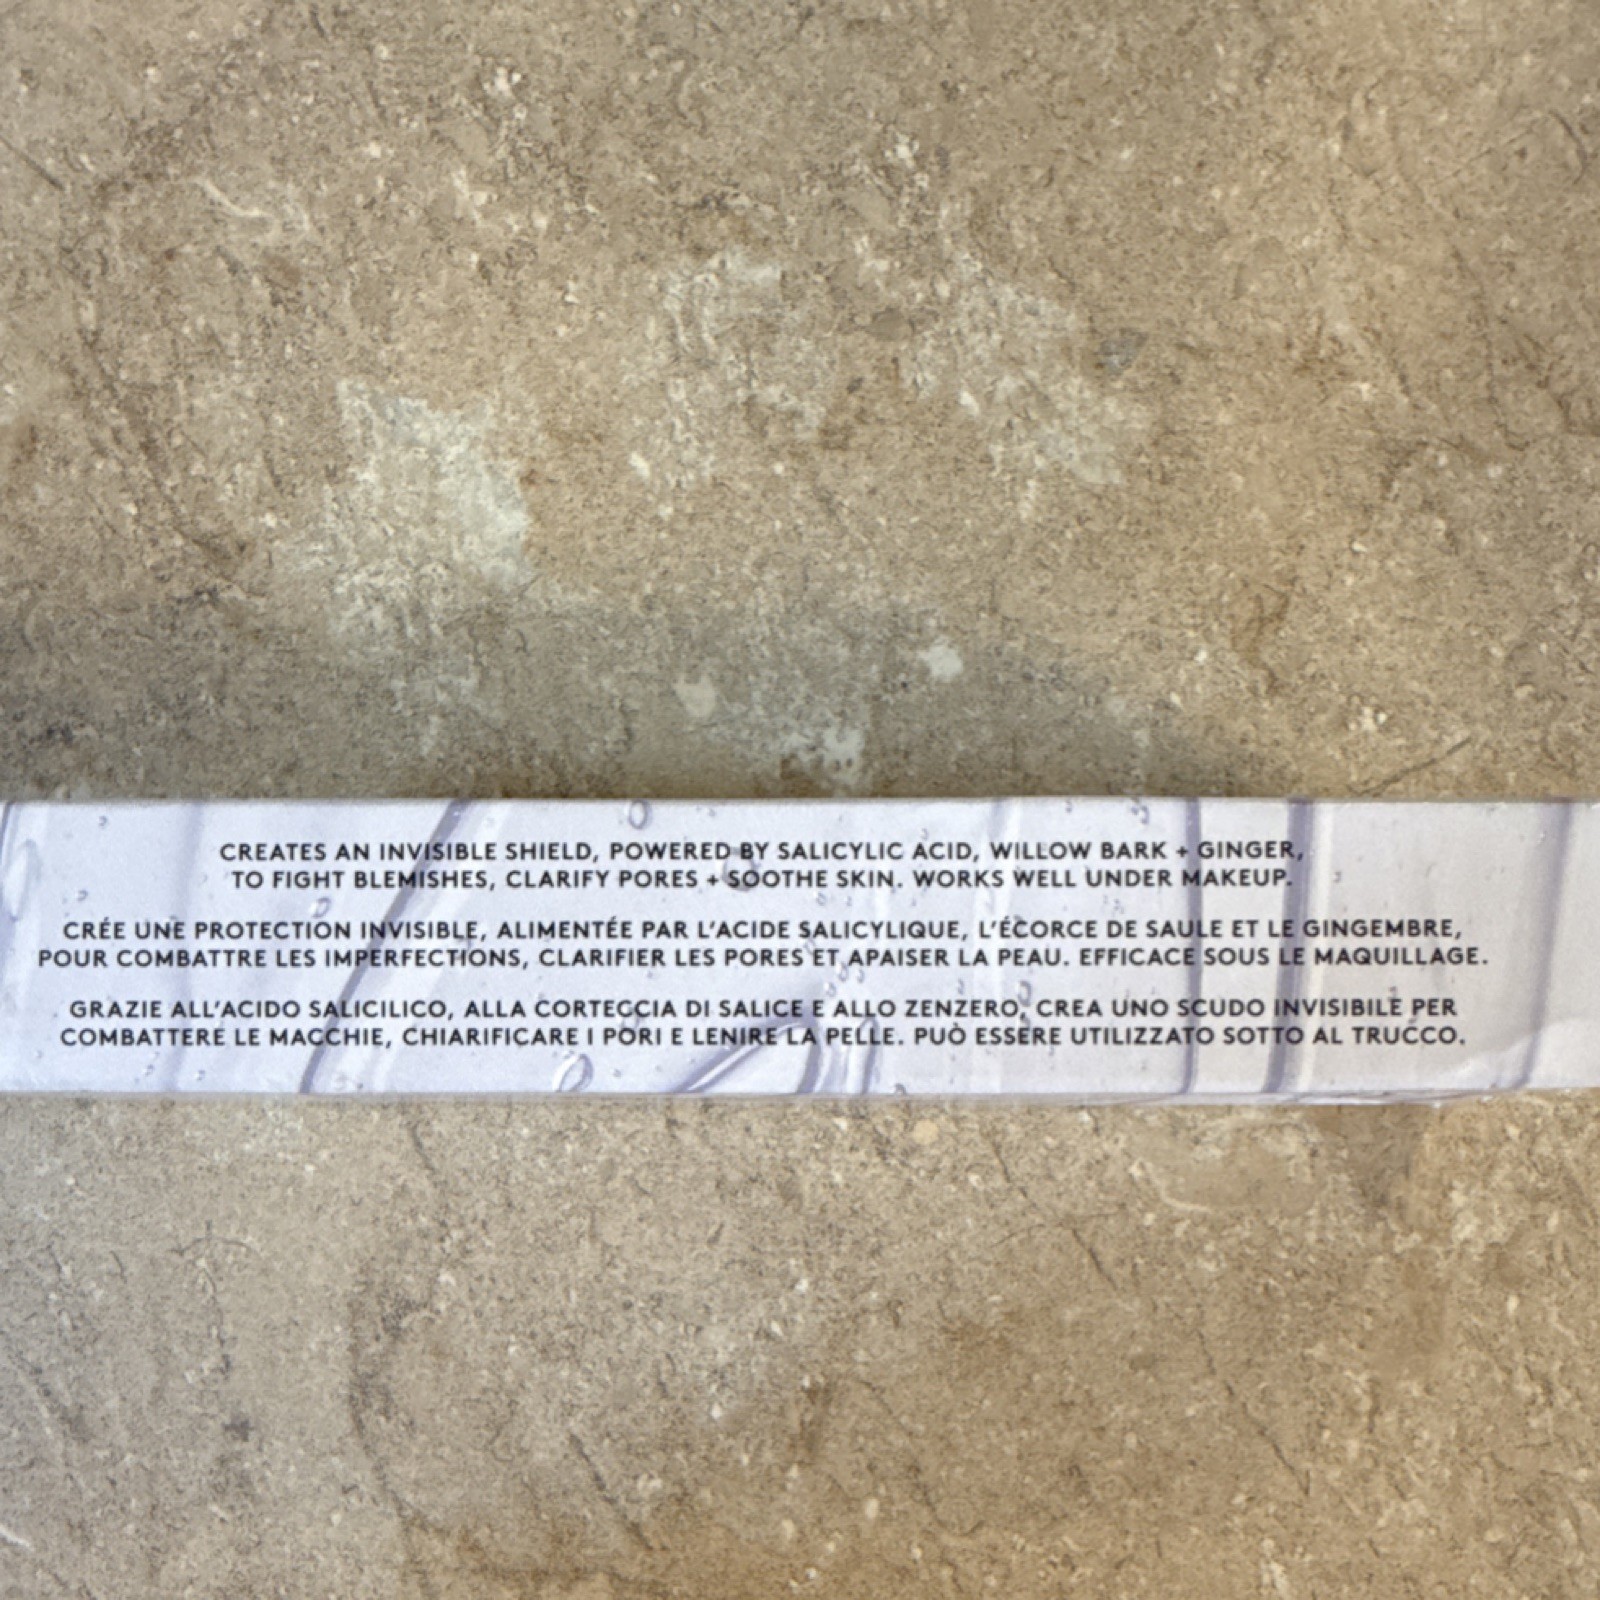 CREATES AN INVISIBLE SHIELD, POWERED BY SALICYLIC ACID, WILLOW BARK + GINGER,
TO FIGHT BLEMISHES, CLARIFY PORES + SOOTHE SKIN. WORKS WELL UNDER MAKEUP.
CRÉE UNE PROTECTION INVISIBLE, ALIMENTÉE PAR L'ACIDE SALICYLIQUE, L'ÉCORCE DE SAULE ET LE GINGEMBRE,
POUR COMBATTRE LES IMPERFECTIONS, CLARIFIER LES PORES ET APAISER LA PEAU. EFFICACE SOUS LE MAQUILLAGE.
GRAZIE ALL'ACIDO SALICILICO, ALLA CORTECCIA DI SALICE E ALLO ZENZERO, CREA UNO SCUDO INVISIBILE PER
COMBATTERE LE MACCHIE, CHIARIFICARE I PORI E LENIRE LA PELLE. PUÒ ESSERE UTILIZZATO SOTTO AL TRUCCO.